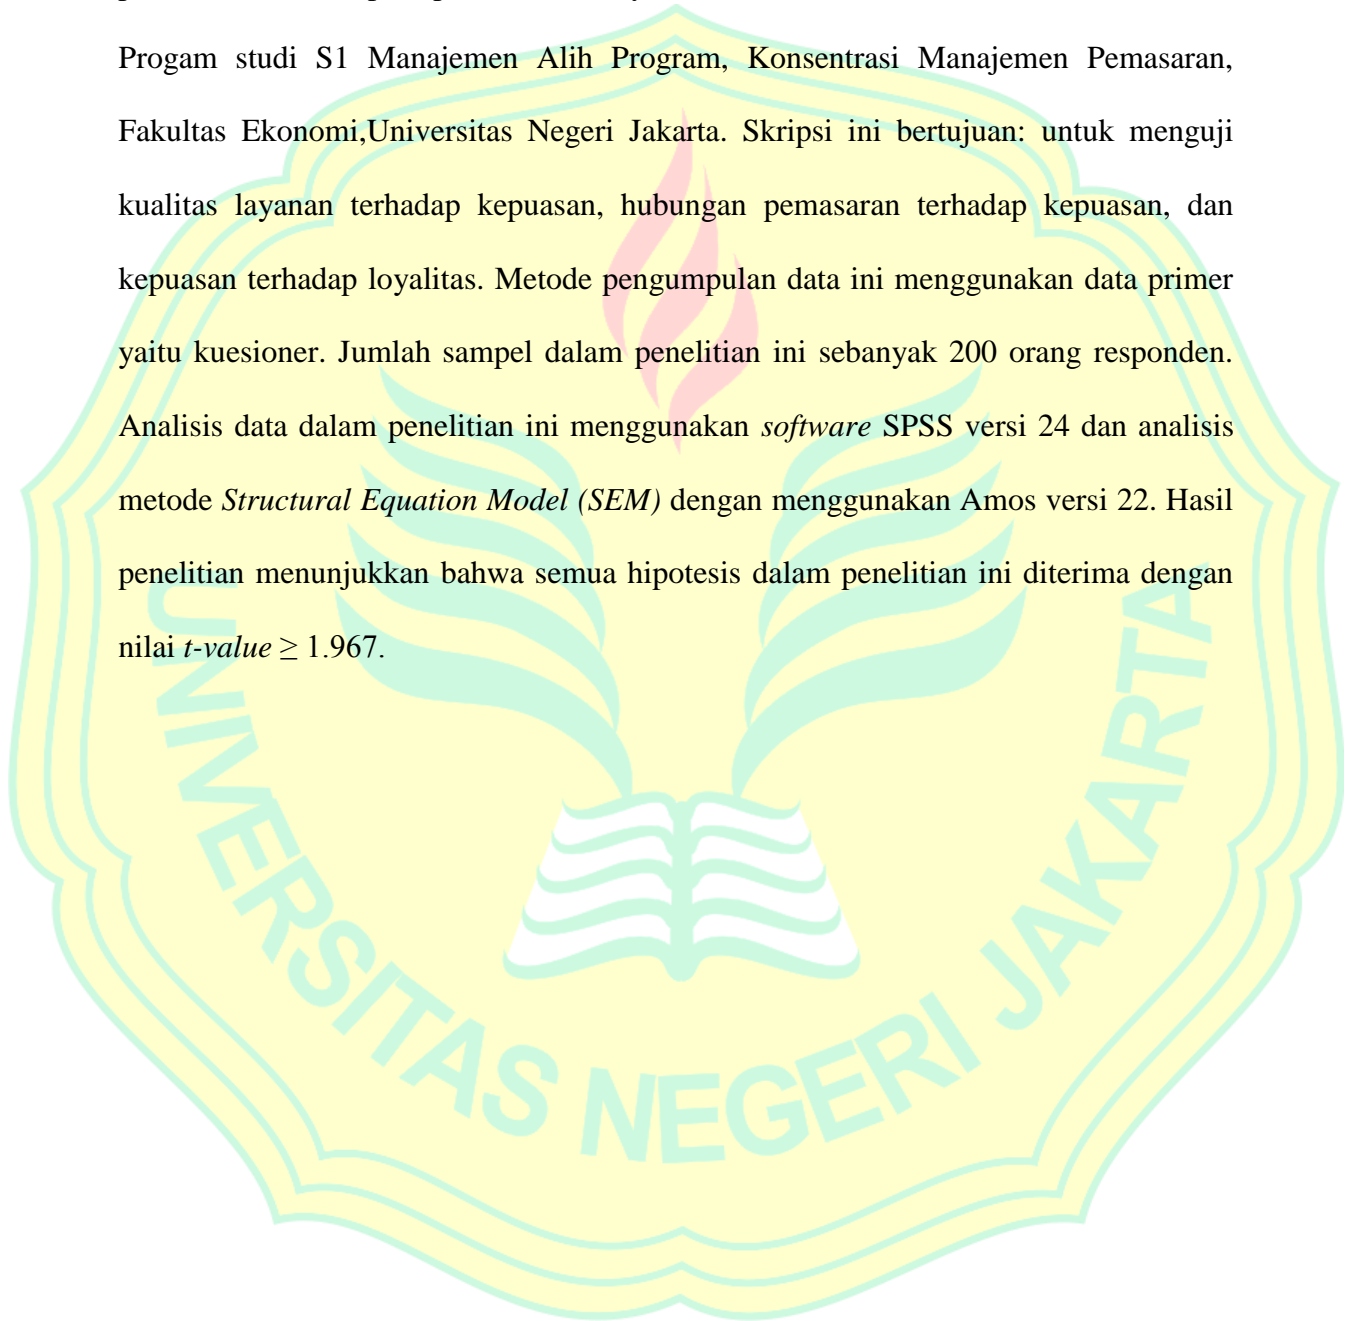 Progam studi S1 Manajemen Alih Program, Konsentrasi Manajemen Pemasaran,
Fakultas Ekonomi,Universitas Negeri Jakarta. Skripsi ini bertujuan: untuk menguji
kualitas layanan terhadap kepuasan, hubungan pemasaran terhadap kepuasan, dan
kepuasan terhadap loyalitas. Metode pengumpulan data ini menggunakan data primer
yaitu kuesioner. Jumlah sampel dalam penelitian ini sebanyak 200 orang responden.
Analisis data dalam penelitian ini menggunakan software SPSS versi 24 dan analisis
metode Structural Equation Model (SEM) dengan menggunakan Amos versi 22. Hasil
penelitian menunjukkan bahwa semua hipotesis dalam penelitian ini diterima dengan
nilai t-value ≥ 1.967.
UNIVERSITAS NEGERI JAKARTA